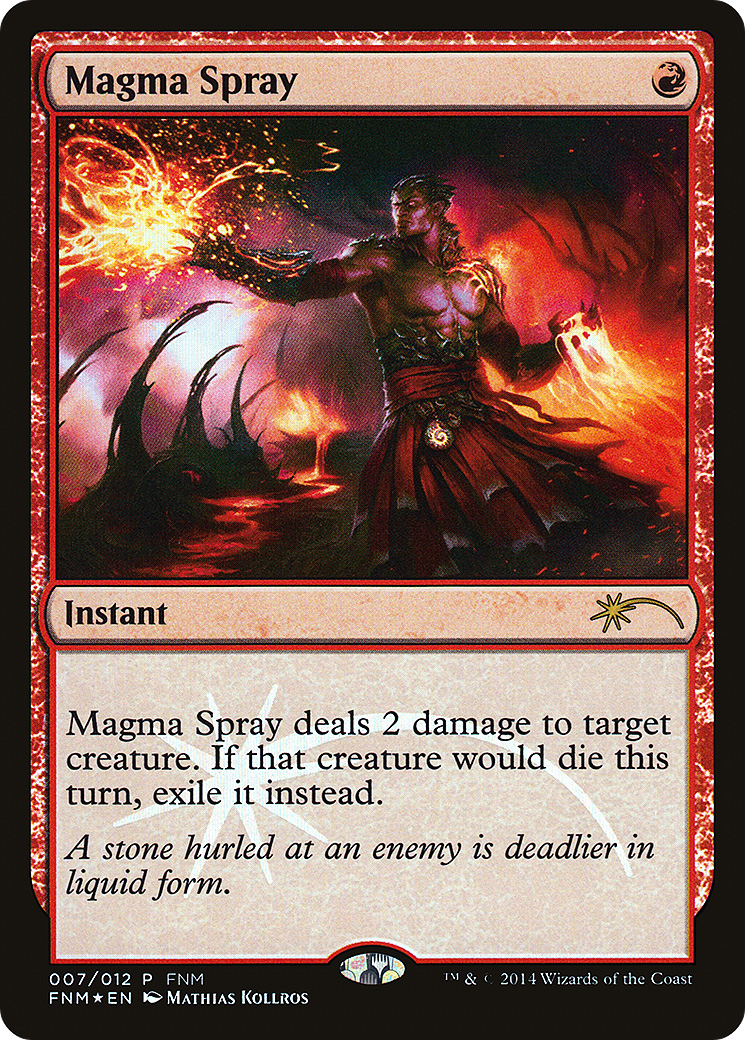 Magma Spray
Instant
Magma Spray deals 2 damage to target
creature. If that creature would die this
turn, exile it instead.
A stone hurled at an enemy is deadlier in
liquid form.
007/012 P FNM
FNM★EN Mathias Kollros
™ & © 2014 Wizards of the Coast